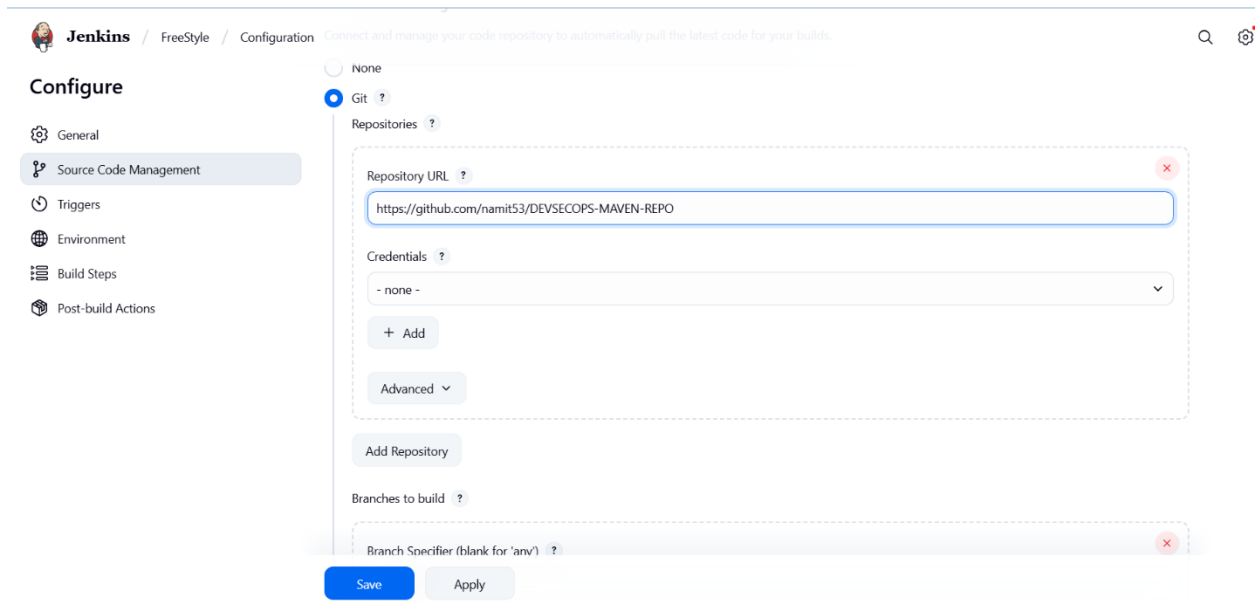 Jenkins / FreeStyle / Configuration
Connect and manage your code repository to automatically pull the latest code for your builds.
Configure
General
Source Code Management
Triggers
Environment
Build Steps
Post-build Actions
None
Git ?
Repositories ?
Repository URL ?
https://github.com/namit53/DEVSECOPS-MAVEN-REPO
Credentials ?
- none -
+ Add
Advanced
Add Repository
Branches to build ?
Branch Specifier (blank for 'any') ?
Save Apply